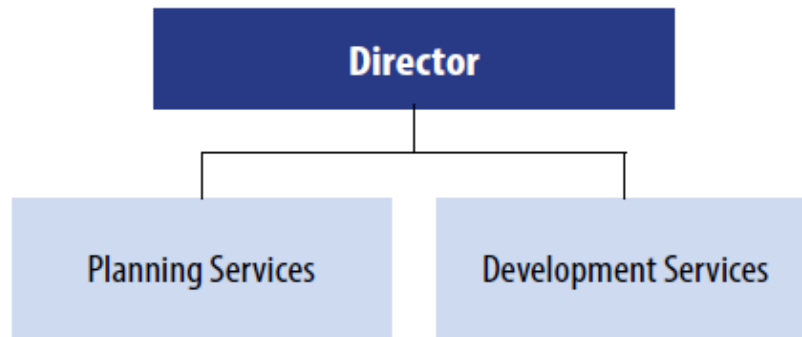 Director
Planning Services
Development Services